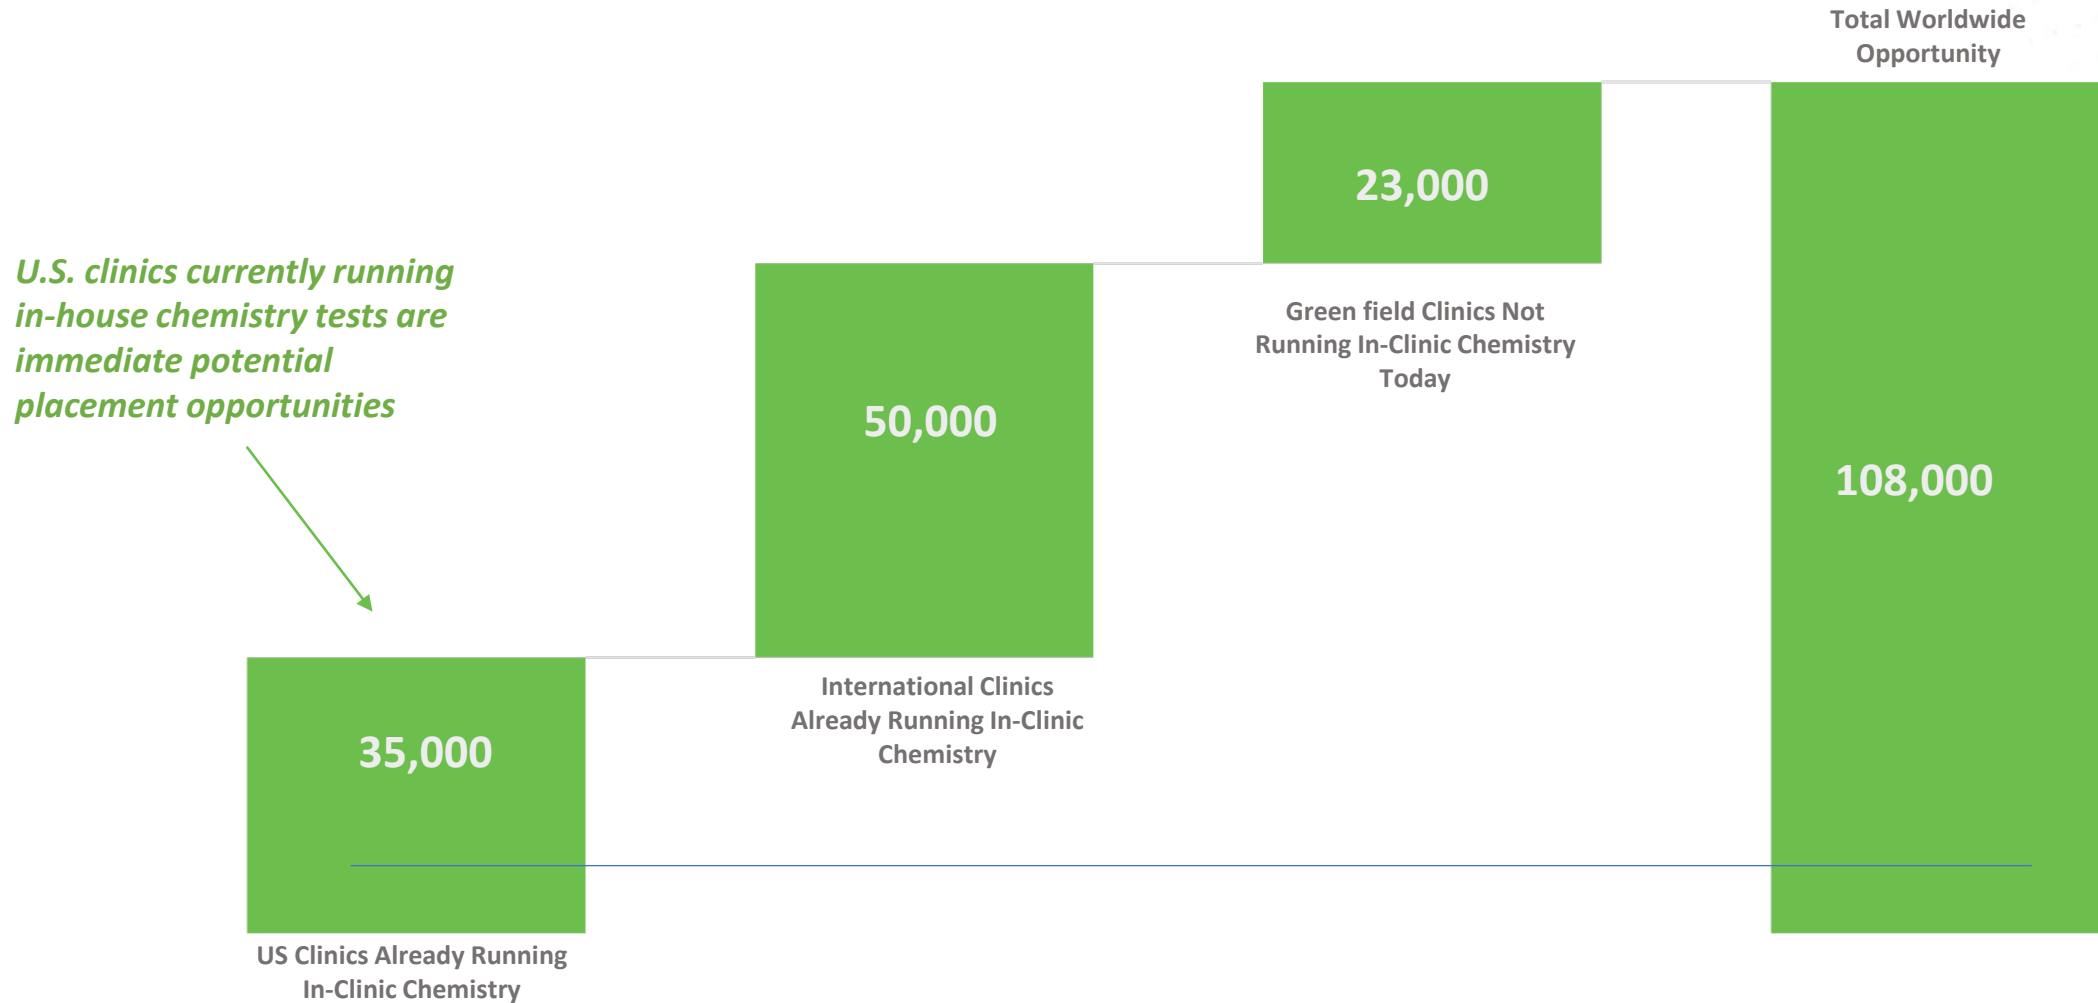 Total Worldwide
Opportunity
23,000
U.S. clinics currently running
in-house chemistry tests are
immediate potential
placement opportunities
Green field Clinics Not
Running In-Clinic Chemistry
Today
50,000
108,000
International Clinics
Already Running In-Clinic
Chemistry
35,000
US Clinics Already Running
In-Clinic Chemistry